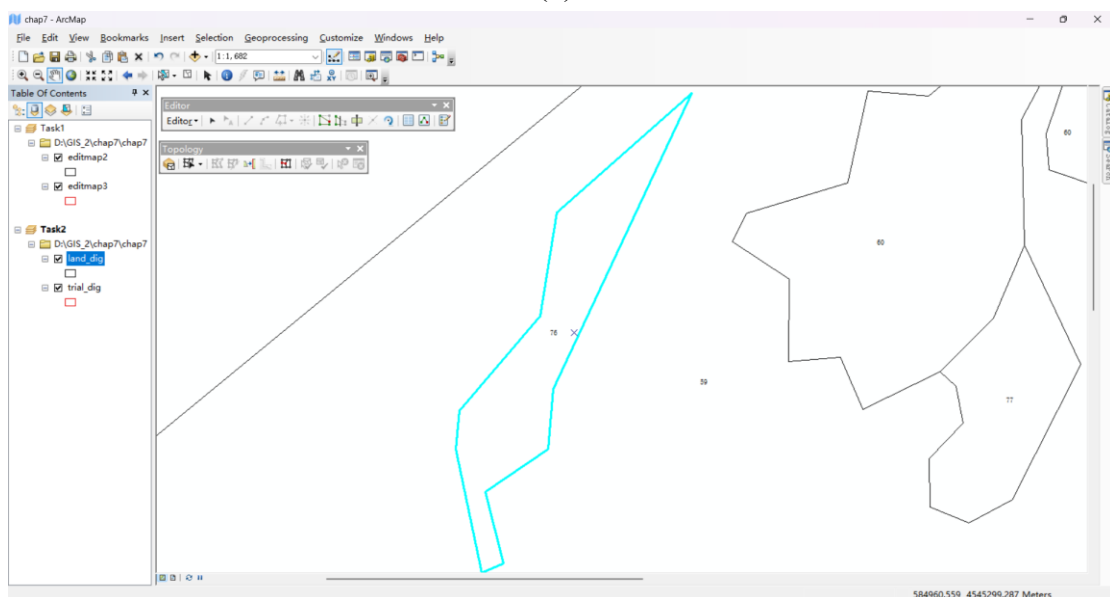 chap7 - ArcMap
File Edit View Bookmarks Insert Selection Geoprocessing Customize Windows Help
1:1,682
Table Of Contents
Task1
D:\GIS_2\chap7\chap7
editmap2
editmap3
Task2
D:\GIS_2\chap7\chap7
land_dig
trial_dig
Editor
Editor
Topology
60
60
76
59
77
584960.559 4545299.287 Meters